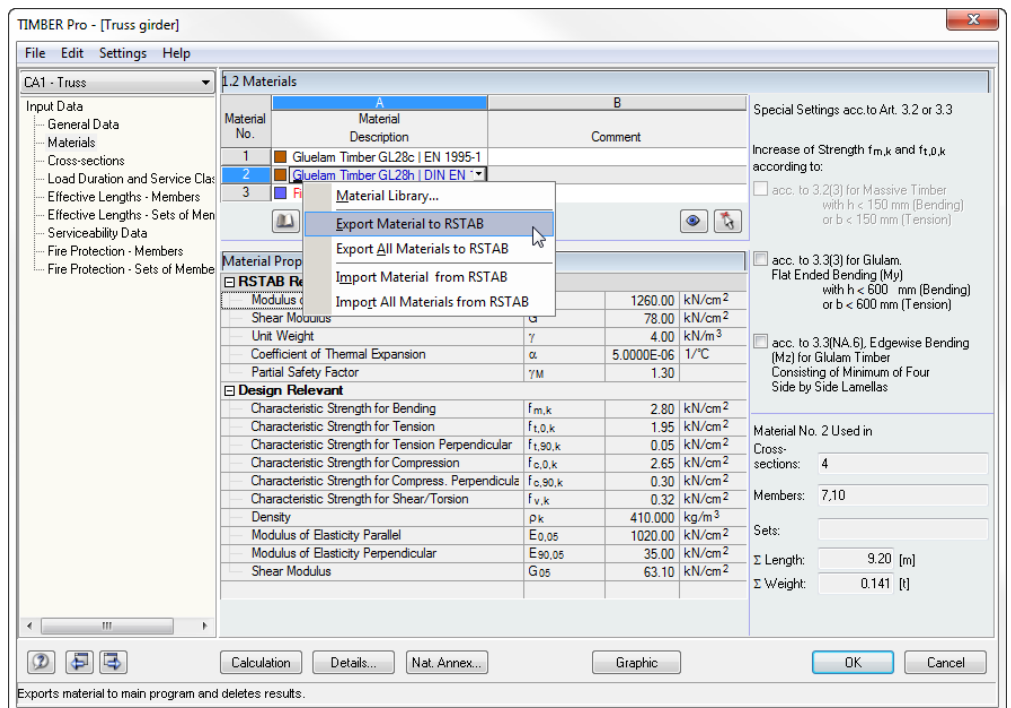 TIMBER Pro - [Truss girder]
File Edit Settings Help
CA1 - Truss
Input Data
General Data
Materials
Cross-sections
Load Duration and Service Clas
Effective Lengths - Members
Effective Lengths - Sets of Men
Serviceability Data
Fire Protection - Members
Fire Protection - Sets of Membe
1.2 Materials
A B
Material No. Material Description Comment
1 Gluelam Timber GL28c | EN 1995-1
2 Gluelam Timber GL28h | DIN EN
3 Fi
Material Library...
Export Material to RSTAB
Export All Materials to RSTAB
Import Material from RSTAB
Import All Materials from RSTAB
Material Prop
RSTAB Re
Modulus 1260.00 kN/cm2
Shear Modulus G 78.00 kN/cm2
Unit Weight γ 4.00 kN/m3
Coefficient of Thermal Expansion α 5.0000E-06 1/°C
Partial Safety Factor γM 1.30
Design Relevant
Characteristic Strength for Bending fm,k 2.80 kN/cm2
Characteristic Strength for Tension ft,0,k 1.95 kN/cm2
Characteristic Strength for Tension Perpendicular ft,90,k 0.05 kN/cm2
Characteristic Strength for Compression fc,0,k 2.65 kN/cm2
Characteristic Strength for Compress. Perpendicula fc,90,k 0.30 kN/cm2
Characteristic Strength for Shear/Torsion fv,k 0.32 kN/cm2
Density ρk 410.000 kg/m3
Modulus of Elasticity Parallel E0,05 1020.00 kN/cm2
Modulus of Elasticity Perpendicular E90,05 35.00 kN/cm2
Shear Modulus G05 63.10 kN/cm2
Special Settings acc.to Art. 3.2 or 3.3
Increase of Strength fm,k and ft,0,k
according to:
acc. to 3.2(3) for Massive Timber
with h < 150 mm (Bending)
or b < 150 mm (Tension)
acc. to 3.3(3) for Glulam.
Flat Ended Bending (My)
with h < 600 mm (Bending)
or b < 600 mm (Tension)
acc. to 3.3(NA.6), Edgewise Bending
(Mz) for Glulam Timber
Consisting of Minimum of Four
Side by Side Lamellas
Material No. 2 Used in
Cross-
sections: 4
Members: 7,10
Sets:
Σ Length: 9.20 [m]
Σ Weight: 0.141 [t]
Calculation Details... Nat. Annex... Graphic OK Cancel
Exports material to main program and deletes results.